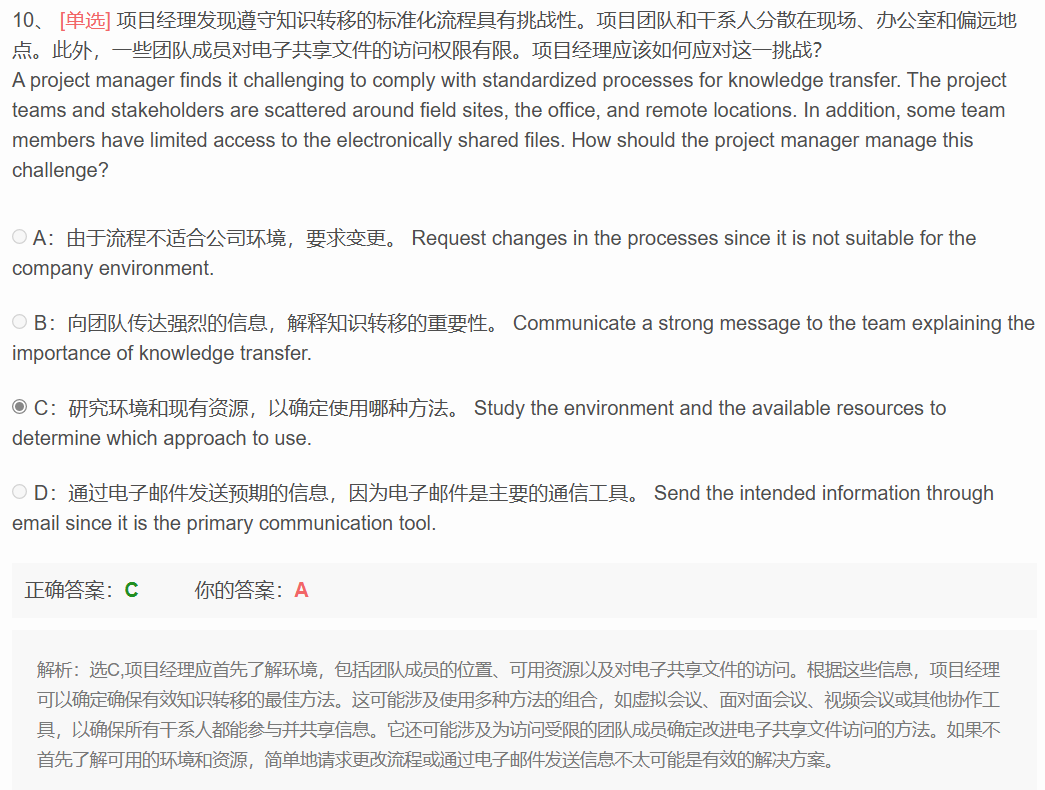 10、 [单选] 项目经理发现遵守知识转移的标准化流程具有挑战性。项目团队和干系人分散在现场、办公室和偏远地
点。此外，一些团队成员对电子共享文件的访问权限有限。项目经理应该如何应对这一挑战?
A project manager finds it challenging to comply with standardized processes for knowledge transfer. The project
teams and stakeholders are scattered around field sites, the office, and remote locations. In addition, some team
members have limited access to the electronically shared files. How should the project manager manage this
challenge?
A：由于流程不适合公司环境，要求变更。 Request changes in the processes since it is not suitable for the
company environment.
B：向团队传达强烈的信息，解释知识转移的重要性。 Communicate a strong message to the team explaining the
importance of knowledge transfer.
C：研究环境和现有资源，以确定使用哪种方法。 Study the environment and the available resources to
determine which approach to use.
D：通过电子邮件发送预期的信息，因为电子邮件是主要的通信工具。 Send the intended information through
email since it is the primary communication tool.
正确答案：C 你的答案：A
解析：选C,项目经理应首先了解环境，包括团队成员的位置、可用资源以及对电子共享文件的访问。根据这些信息，项目经理
可以确定确保有效知识转移的最佳方法。这可能涉及使用多种方法的组合，如虚拟会议、面对面会议、视频会议或其他协作工
具，以确保所有干系人都能参与并共享信息。它还可能涉及为访问受限的团队成员确定改进电子共享文件访问的方法。如果不
首先了解可用的环境和资源，简单地请求更改流程或通过电子邮件发送信息不太可能是有效的解决方案。